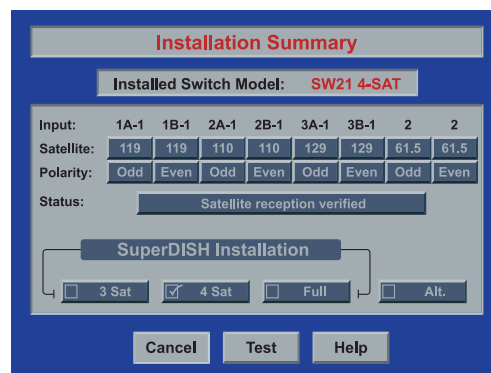 Installation Summary
Installed Switch Model: SW21 4-SAT
Input: 1A-1 1B-1 2A-1 2B-1 3A-1 3B-1 2 2
Satellite: 119 119 110 110 129 129 61.5 61.5
Polarity: Odd Even Odd Even Odd Even Odd Even
Status: Satellite reception verified
SuperDISH Installation
3 Sat 4 Sat Full Alt.
Cancel Test Help